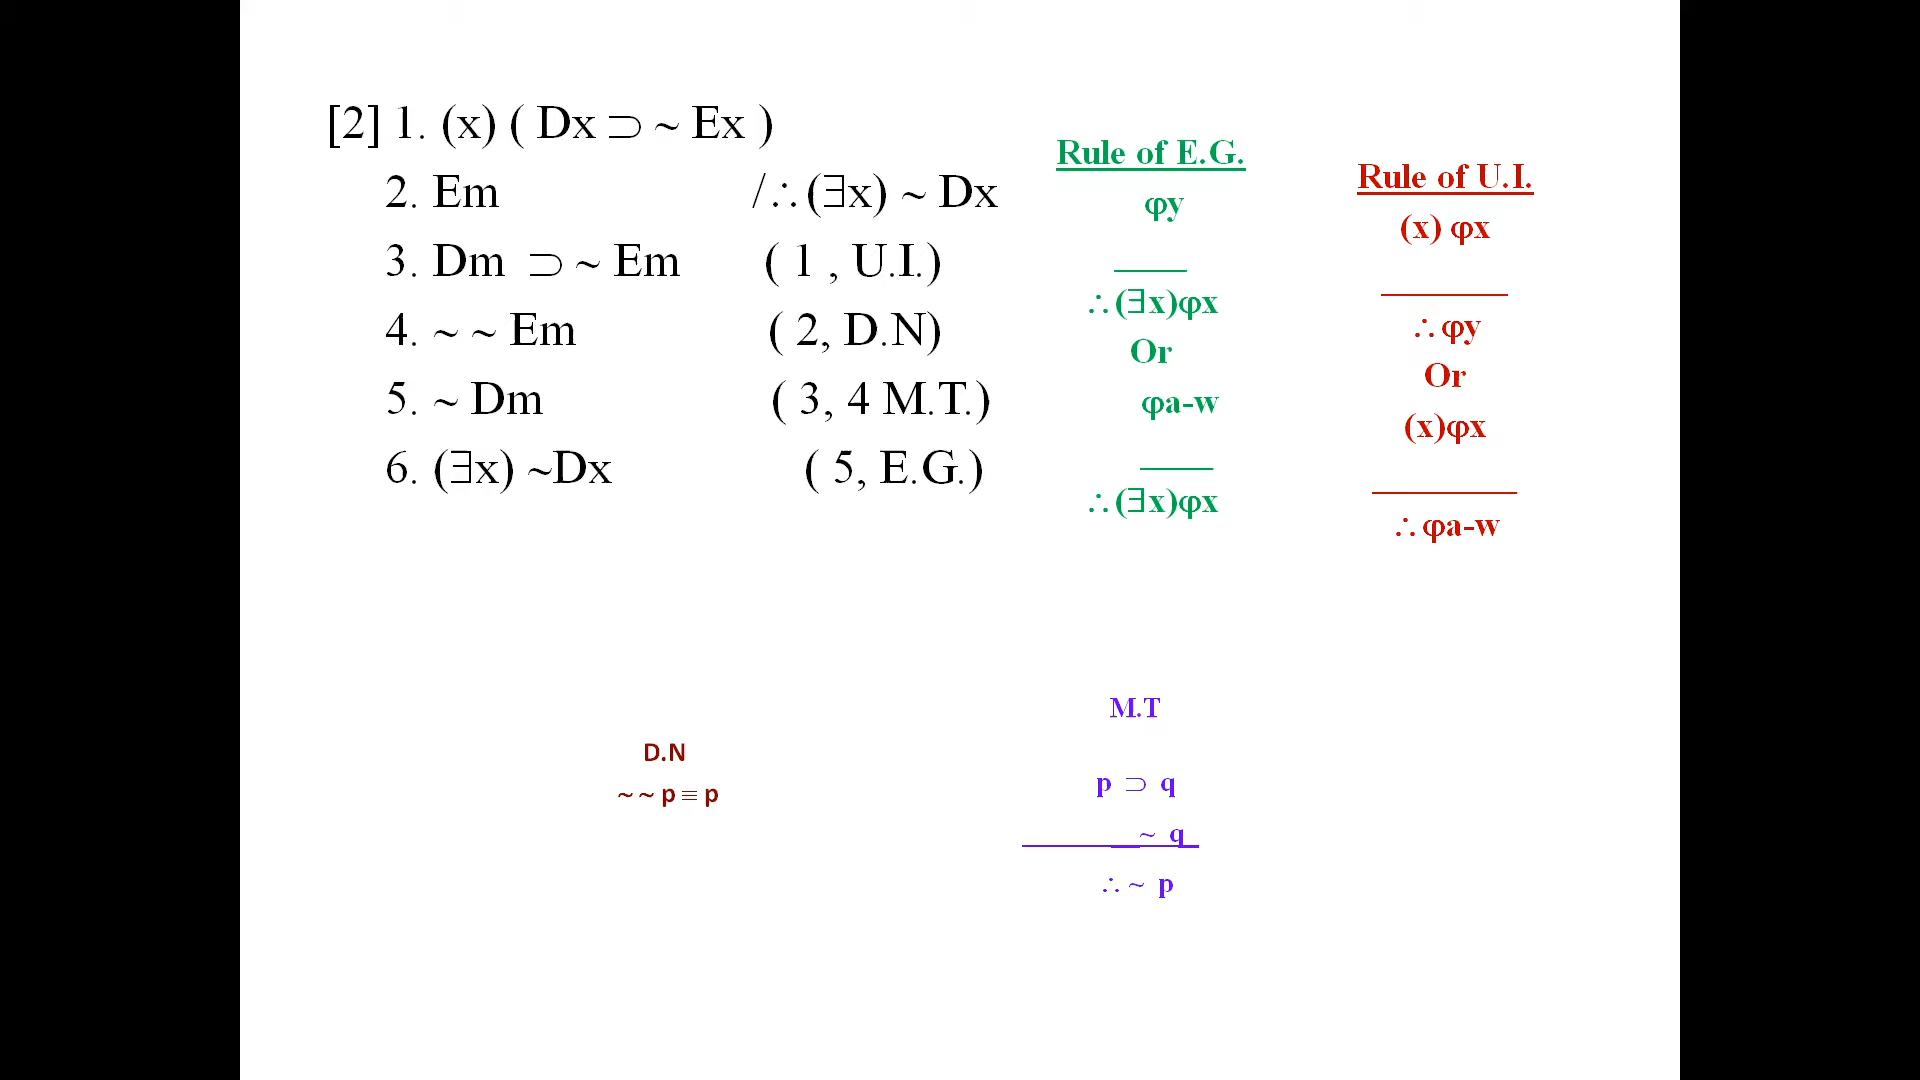 [2] 1. (x) ( Dx ⊃ ~ Ex )
2. Em /∴(∃x) ~ Dx
3. Dm ⊃ ~ Em ( 1 , U.I.)
4. ~ ~ Em ( 2, D.N)
5. ~ Dm ( 3, 4 M.T.)
6. (∃x) ~Dx ( 5, E.G.)
Rule of E.G.
φy
∴(∃x)φx
Or
φa-w
∴(∃x)φx
Rule of U.I.
(x) φx
∴φy
Or
(x)φx
∴φa-w
D.N
~ ~ p ≡ p
M.T
p ⊃ q
~ q
∴ ~ p